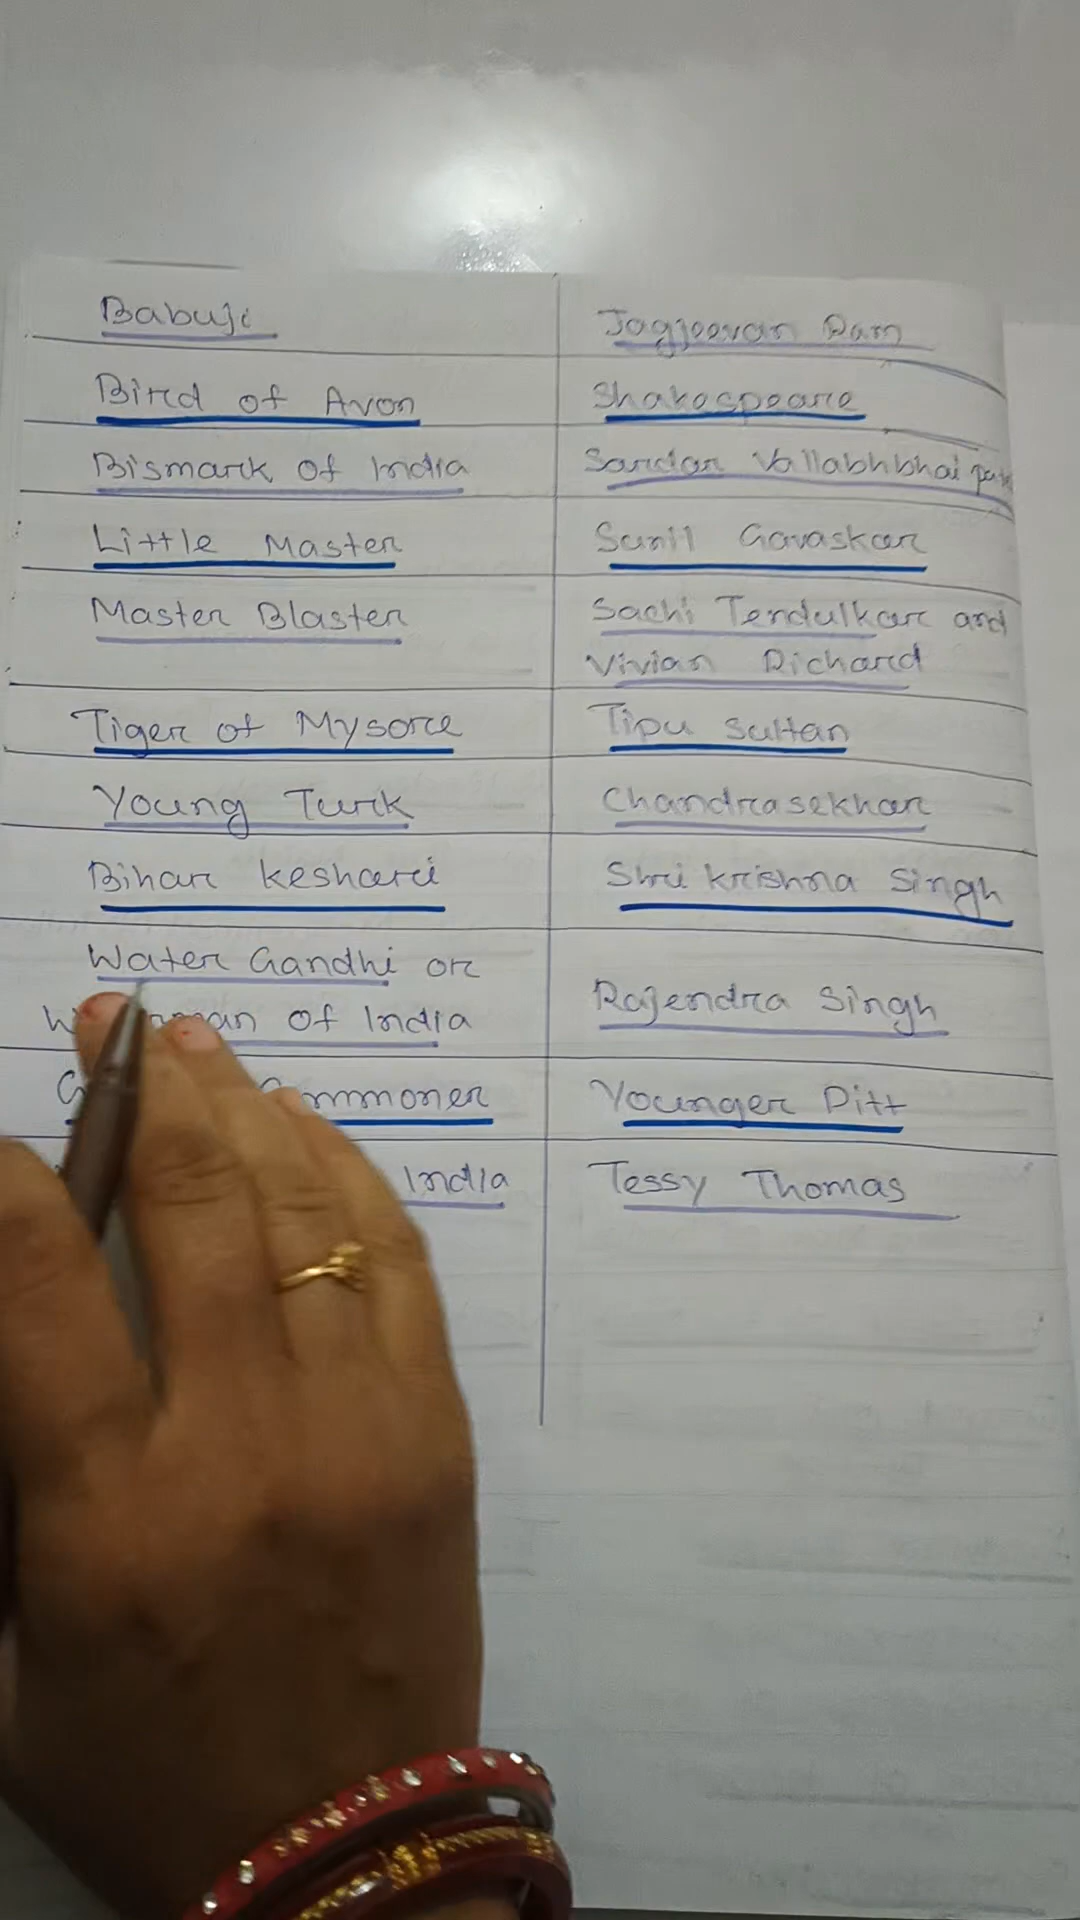 Babuji Jagjeevan Ram
Bird of Avon Shakespeare
Bismark of India Sardar Vallabhbhai
Little Master Sunil Gavaskar
Master Blaster Sachi Tendulkar and
Vivian Richard
Tiger of Mysore Tipu Sultan
Young Turk Chandrasekhar
Bihar Keshari Shri Krishna Singh
Water Gandhi or
of India Rajendra Singh
Younger Pitt
India Tessy Thomas